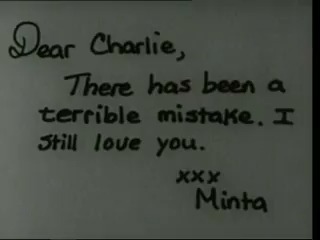 Dear Charlie,
There has been a
terrible mistake. I
still love you.
xxx
Minta